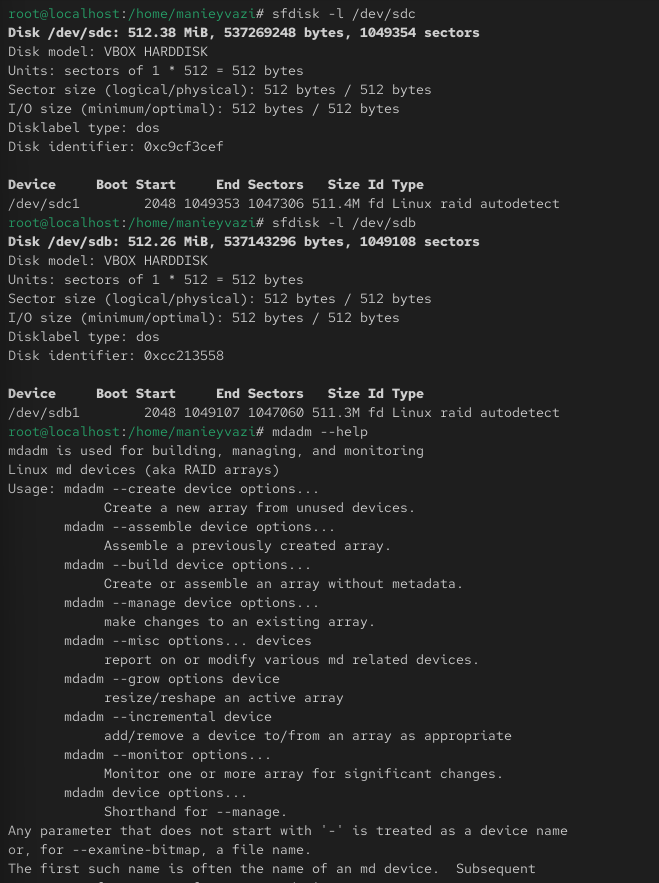 root@localhost:/home/manieyvazi# sfdisk -l /dev/sdc
Disk /dev/sdc: 512.38 MiB, 537269248 bytes, 1049354 sectors
Disk model: VBOX HARDDISK
Units: sectors of 1 * 512 = 512 bytes
Sector size (logical/physical): 512 bytes / 512 bytes
I/O size (minimum/optimal): 512 bytes / 512 bytes
Disklabel type: dos
Disk identifier: 0xc9cf3cef

Device     Boot Start     End Sectors   Size Id Type
/dev/sdc1        2048 1049353 1047306 511.4M fd Linux raid autodetect
root@localhost:/home/manieyvazi# sfdisk -l /dev/sdb
Disk /dev/sdb: 512.26 MiB, 537143296 bytes, 1049108 sectors
Disk model: VBOX HARDDISK
Units: sectors of 1 * 512 = 512 bytes
Sector size (logical/physical): 512 bytes / 512 bytes
I/O size (minimum/optimal): 512 bytes / 512 bytes
Disklabel type: dos
Disk identifier: 0xcc213558

Device     Boot Start     End Sectors   Size Id Type
/dev/sdb1        2048 1049107 1047060 511.3M fd Linux raid autodetect
root@localhost:/home/manieyvazi# mdadm --help
mdadm is used for building, managing, and monitoring
Linux md devices (aka RAID arrays)
Usage: mdadm --create device options...
            Create a new array from unused devices.
       mdadm --assemble device options...
            Assemble a previously created array.
       mdadm --build device options...
            Create or assemble an array without metadata.
       mdadm --manage device options...
            make changes to an existing array.
       mdadm --misc options... devices
            report on or modify various md related devices.
       mdadm --grow options device
            resize/reshape an active array
       mdadm --incremental device
            add/remove a device to/from an array as appropriate
       mdadm --monitor options...
            Monitor one or more array for significant changes.
       mdadm device options...
            Shorthand for --manage.
Any parameter that does not start with '-' is treated as a device name
or, for --examine-bitmap, a file name.
The first such name is often the name of an md device.  Subsequent